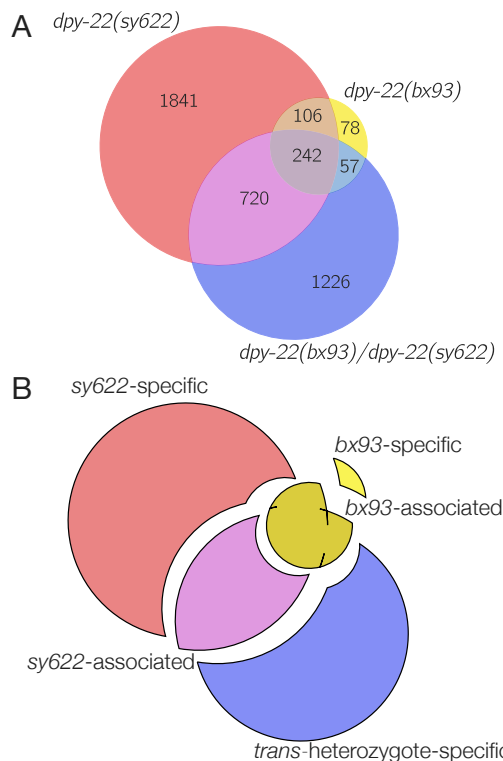 A
dpy-22(sy622)
dpy-22(bx93)
1841
106
78
242
57
720
1226
dpy-22(bx93)/dpy-22(sy622)
B
sy622-specific
bx93-specific
bx93-associated
sy622-associated
trans-heterozygote-specific